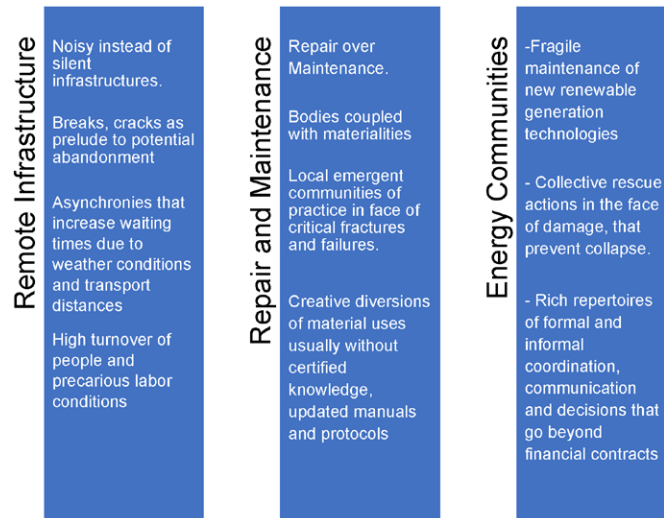 Remote Infrastructure
Noisy instead of
silent
infrastructures.
Breaks, cracks as
prelude to potential
abandonment
Asynchronies that
increase waiting
times due to
weather conditions
and transport
distances
High turnover of
people and
precarious labor
conditions
Repair and Maintenance
Repair over
Maintenance.
Bodies coupled
with materialities
Local emergent
communities of
practice in face of
critical fractures
and failures.
Creative diversions
of material uses
usually without
certified
knowledge,
updated manuals
and protocols
Energy Communities
-Fragile
maintenance of
new renewable
generation
technologies
- Collective rescue
actions in the face
of damage, that
prevent collapse.
- Rich repertoires
of formal and
informal
coordination,
communication
and decisions that
go beyond
financial contracts